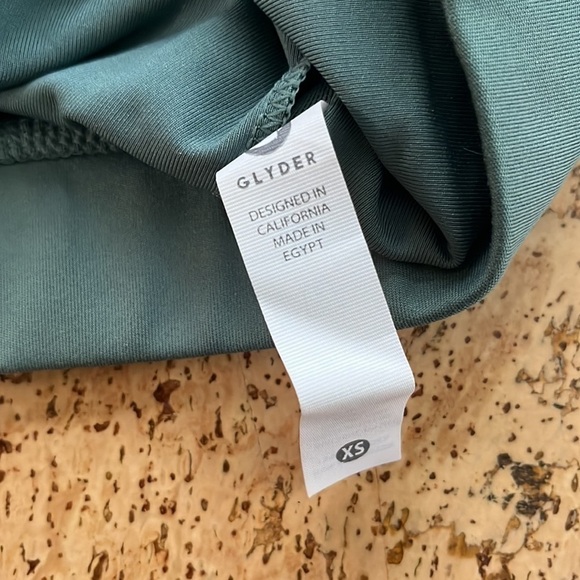 GLYDER
DESIGNED IN
CALIFORNIA
MADE IN
EGYPT
XS